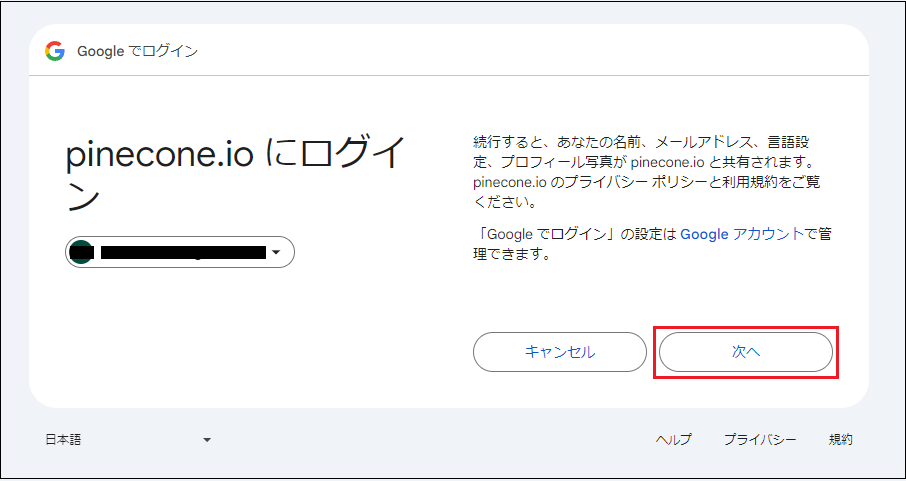 Google でログイン
pinecone.io にログイ
ン
続行すると、あなたの名前、メールアドレス、言語設
定、プロフィール写真が pinecone.io と共有されます。
pinecone.io のプライバシー ポリシーと利用規約をご覧
ください。
「Google でログイン」の設定は Google アカウントで管
理できます。
キャンセル
次へ
日本語
ヘルプ
プライバシー
規約